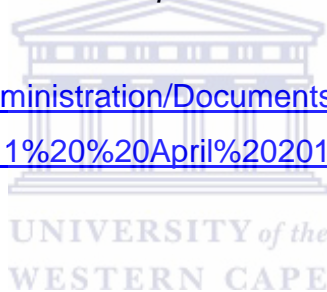 ministration/Documents
1%20%20April%20201
UNIVERSITY of the
WESTERN CAPE